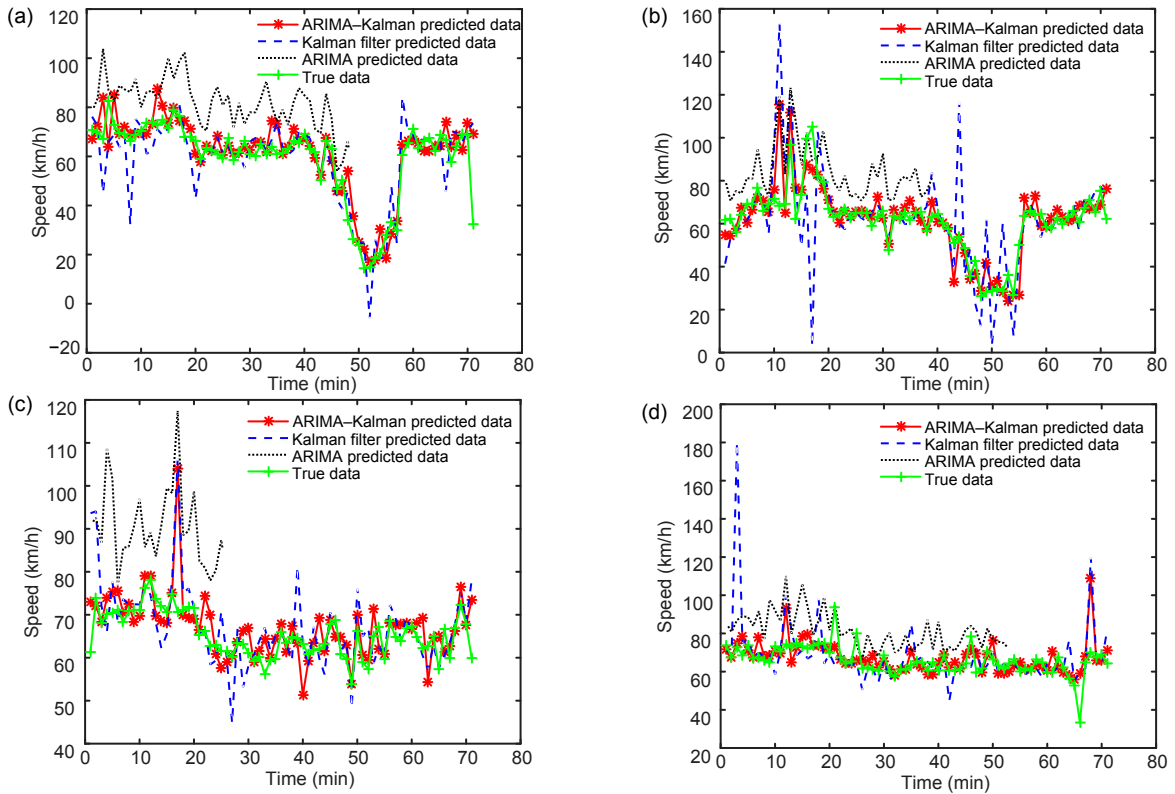 (a)
120
100
80
60
40
20
0
−20
Speed (km/h)
ARIMA–Kalman predicted data
Kalman filter predicted data
ARIMA predicted data
True data
0 10 20 30 40 50 60 70 80
Time (min)
(b)
160
140
120
100
80
60
40
20
0
Speed (km/h)
ARIMA–Kalman predicted data
Kalman filter predicted data
ARIMA predicted data
True data
0 10 20 30 40 50 60 70 80
Time (min)
(c)
120
110
100
90
80
70
60
50
40
Speed (km/h)
ARIMA–Kalman predicted data
Kalman filter predicted data
ARIMA predicted data
True data
0 10 20 30 40 50 60 70 80
Time (min)
(d)
200
180
160
140
120
100
80
60
40
20
Speed (km/h)
ARIMA–Kalman predicted data
Kalman filter predicted data
ARIMA predicted data
True data
0 10 20 30 40 50 60 70 80
Time (min)